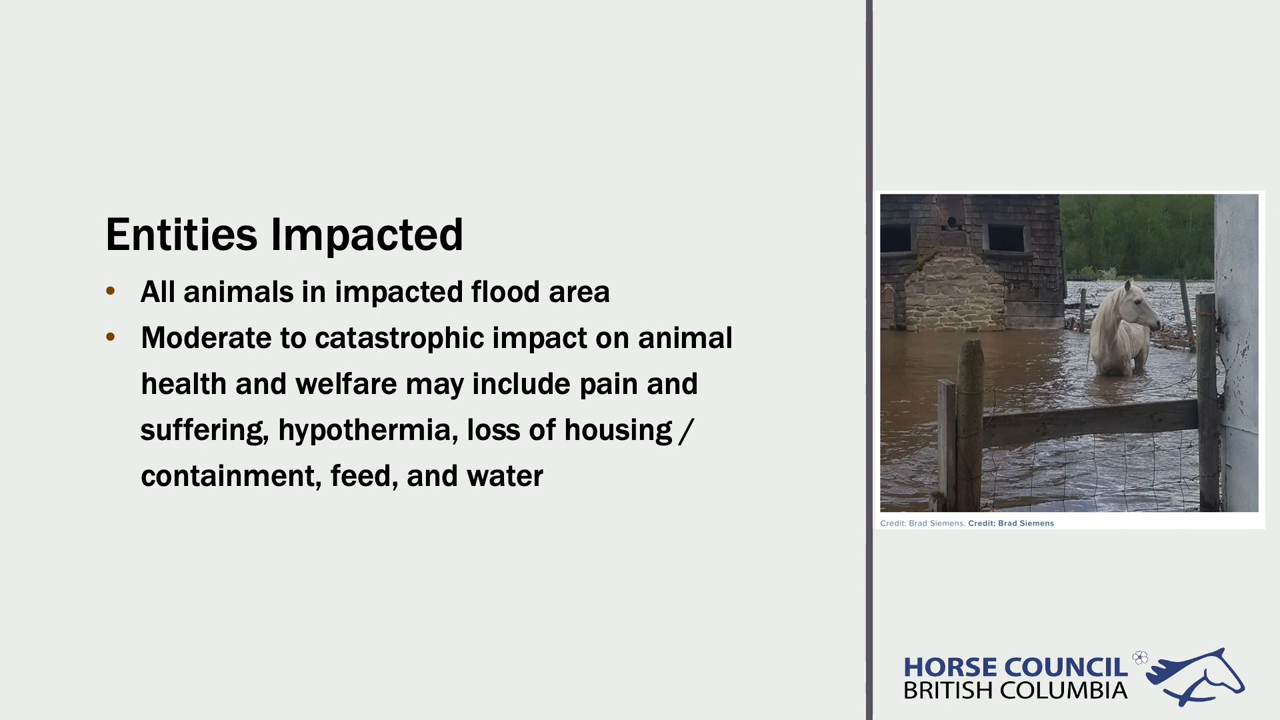 Entities Impacted
• All animals in impacted flood area
• Moderate to catastrophic impact on animal
health and welfare may include pain and
suffering, hypothermia, loss of housing /
containment, feed, and water
Credit: Brad Siemens. Credit: Brad Siemens
HORSE COUNCIL
BRITISH COLUMBIA